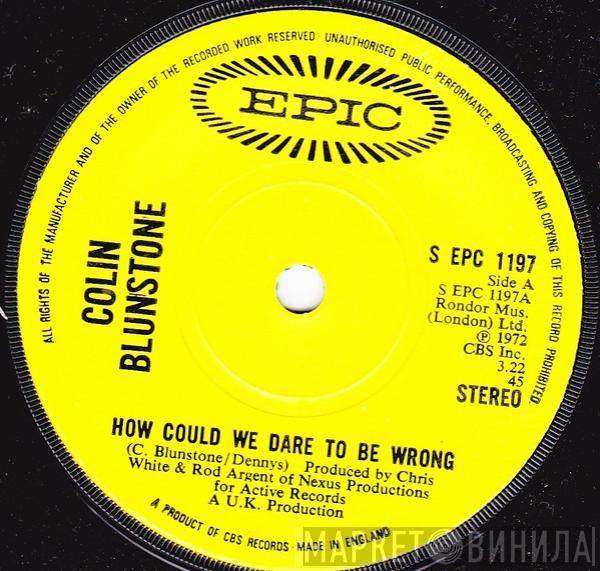 ALL RIGHTS OF THE MANUFACTURER AND OF THE OWNER OF THE RECORDED WORK RESERVED · UNAUTHORISED PUBLIC PERFORMANCE, BROADCASTING AND COPYING OF THIS RECORD PROHIBITED.
EPIC
COLIN
BLUNSTONE
S EPC 1197
Side A
S EPC 1197A
Rondor Mus.
(London) Ltd.
℗ 1972
CBS Inc.
3.22
45
STEREO
HOW COULD WE DARE TO BE WRONG
(C. Blunstone/Dennys) Produced by Chris
White & Rod Argent of Nexus Productions
for Active Records
A U.K. Production
A PRODUCT OF CBS RECORDS · MADE IN ENGLAND
МАРКЕТ ВИНИЛА